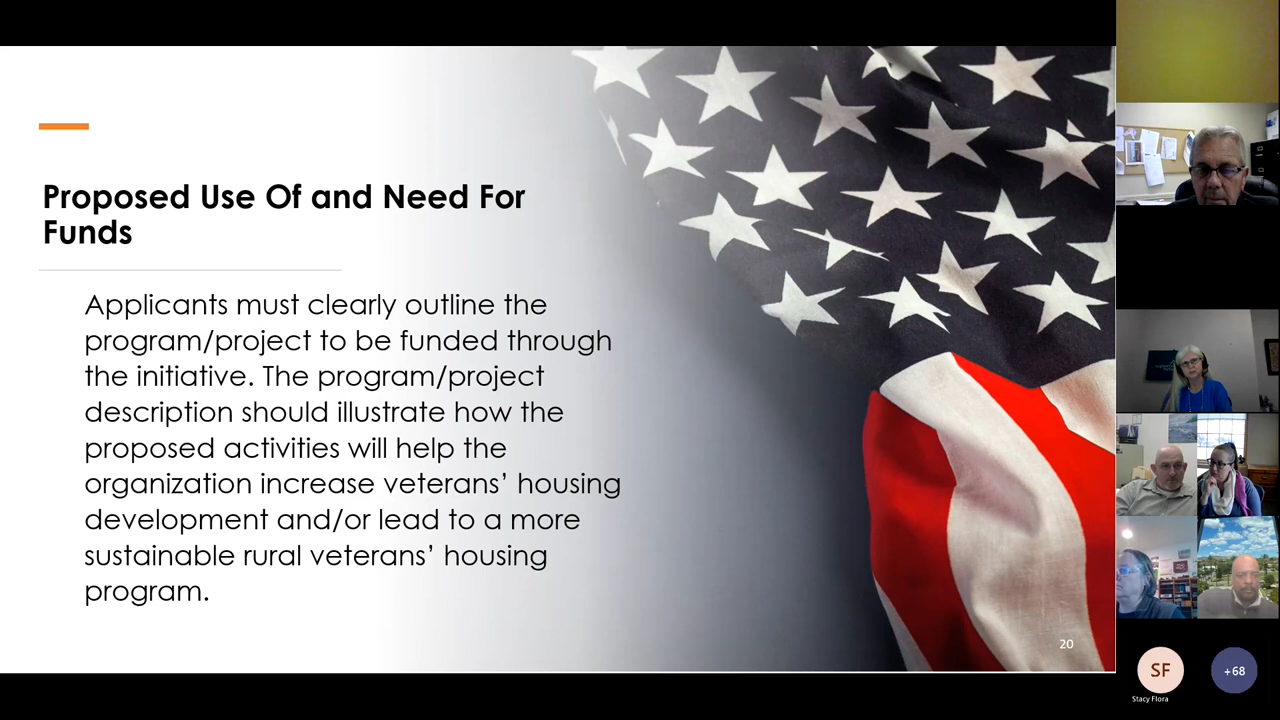 Proposed Use Of and Need For
Funds
Applicants must clearly outline the
program/project to be funded through
the initiative. The program/project
description should illustrate how the
proposed activities will help the
organization increase veterans’ housing
development and/or lead to a more
sustainable rural veterans’ housing
program.
20
SF
+68
Stacy Flora